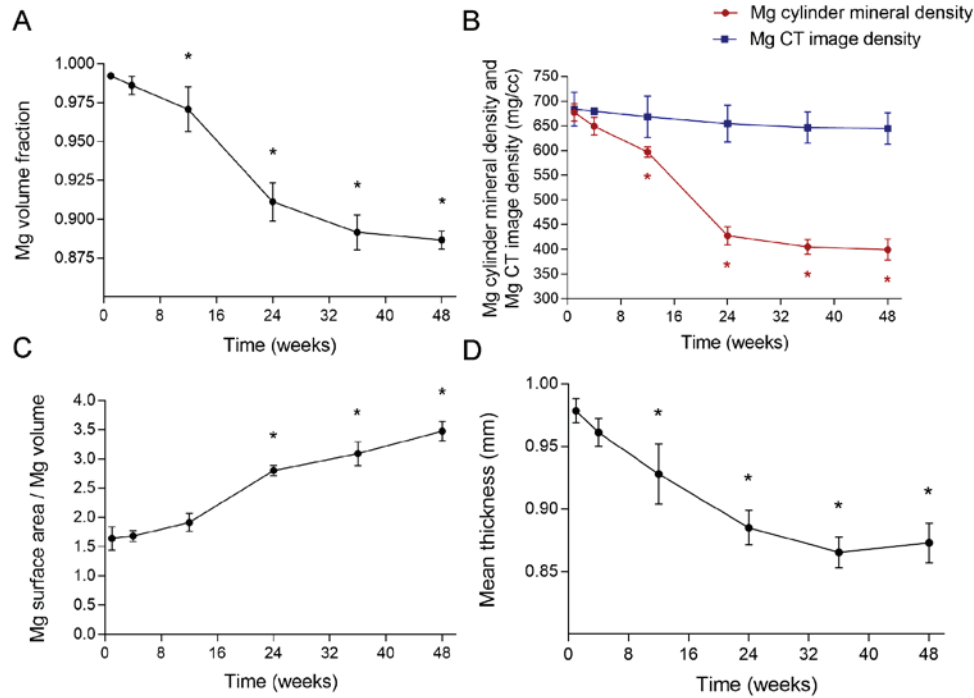 A
Mg volume fraction
1.000
0.975
0.950
0.925
0.900
0.875
*
*
*
*
0 8 16 24 32 40 48
Time (weeks)
B
Mg cylinder mineral density
Mg CT image density
Mg cylinder mineral density and
Mg CT image density (mg/cc)
750
700
650
600
550
500
450
400
350
300
*
*
*
*
0 8 16 24 32 40 48
Time (weeks)
C
Mg surface area / Mg volume
4.0
3.5
3.0
2.5
2.0
1.5
1.0
0.5
0.0
*
*
*
0 8 16 24 32 40 48
Time (weeks)
D
Mean thickness (mm)
1.00
0.95
0.90
0.85
*
*
*
*
0 8 16 24 32 40 48
Time (weeks)